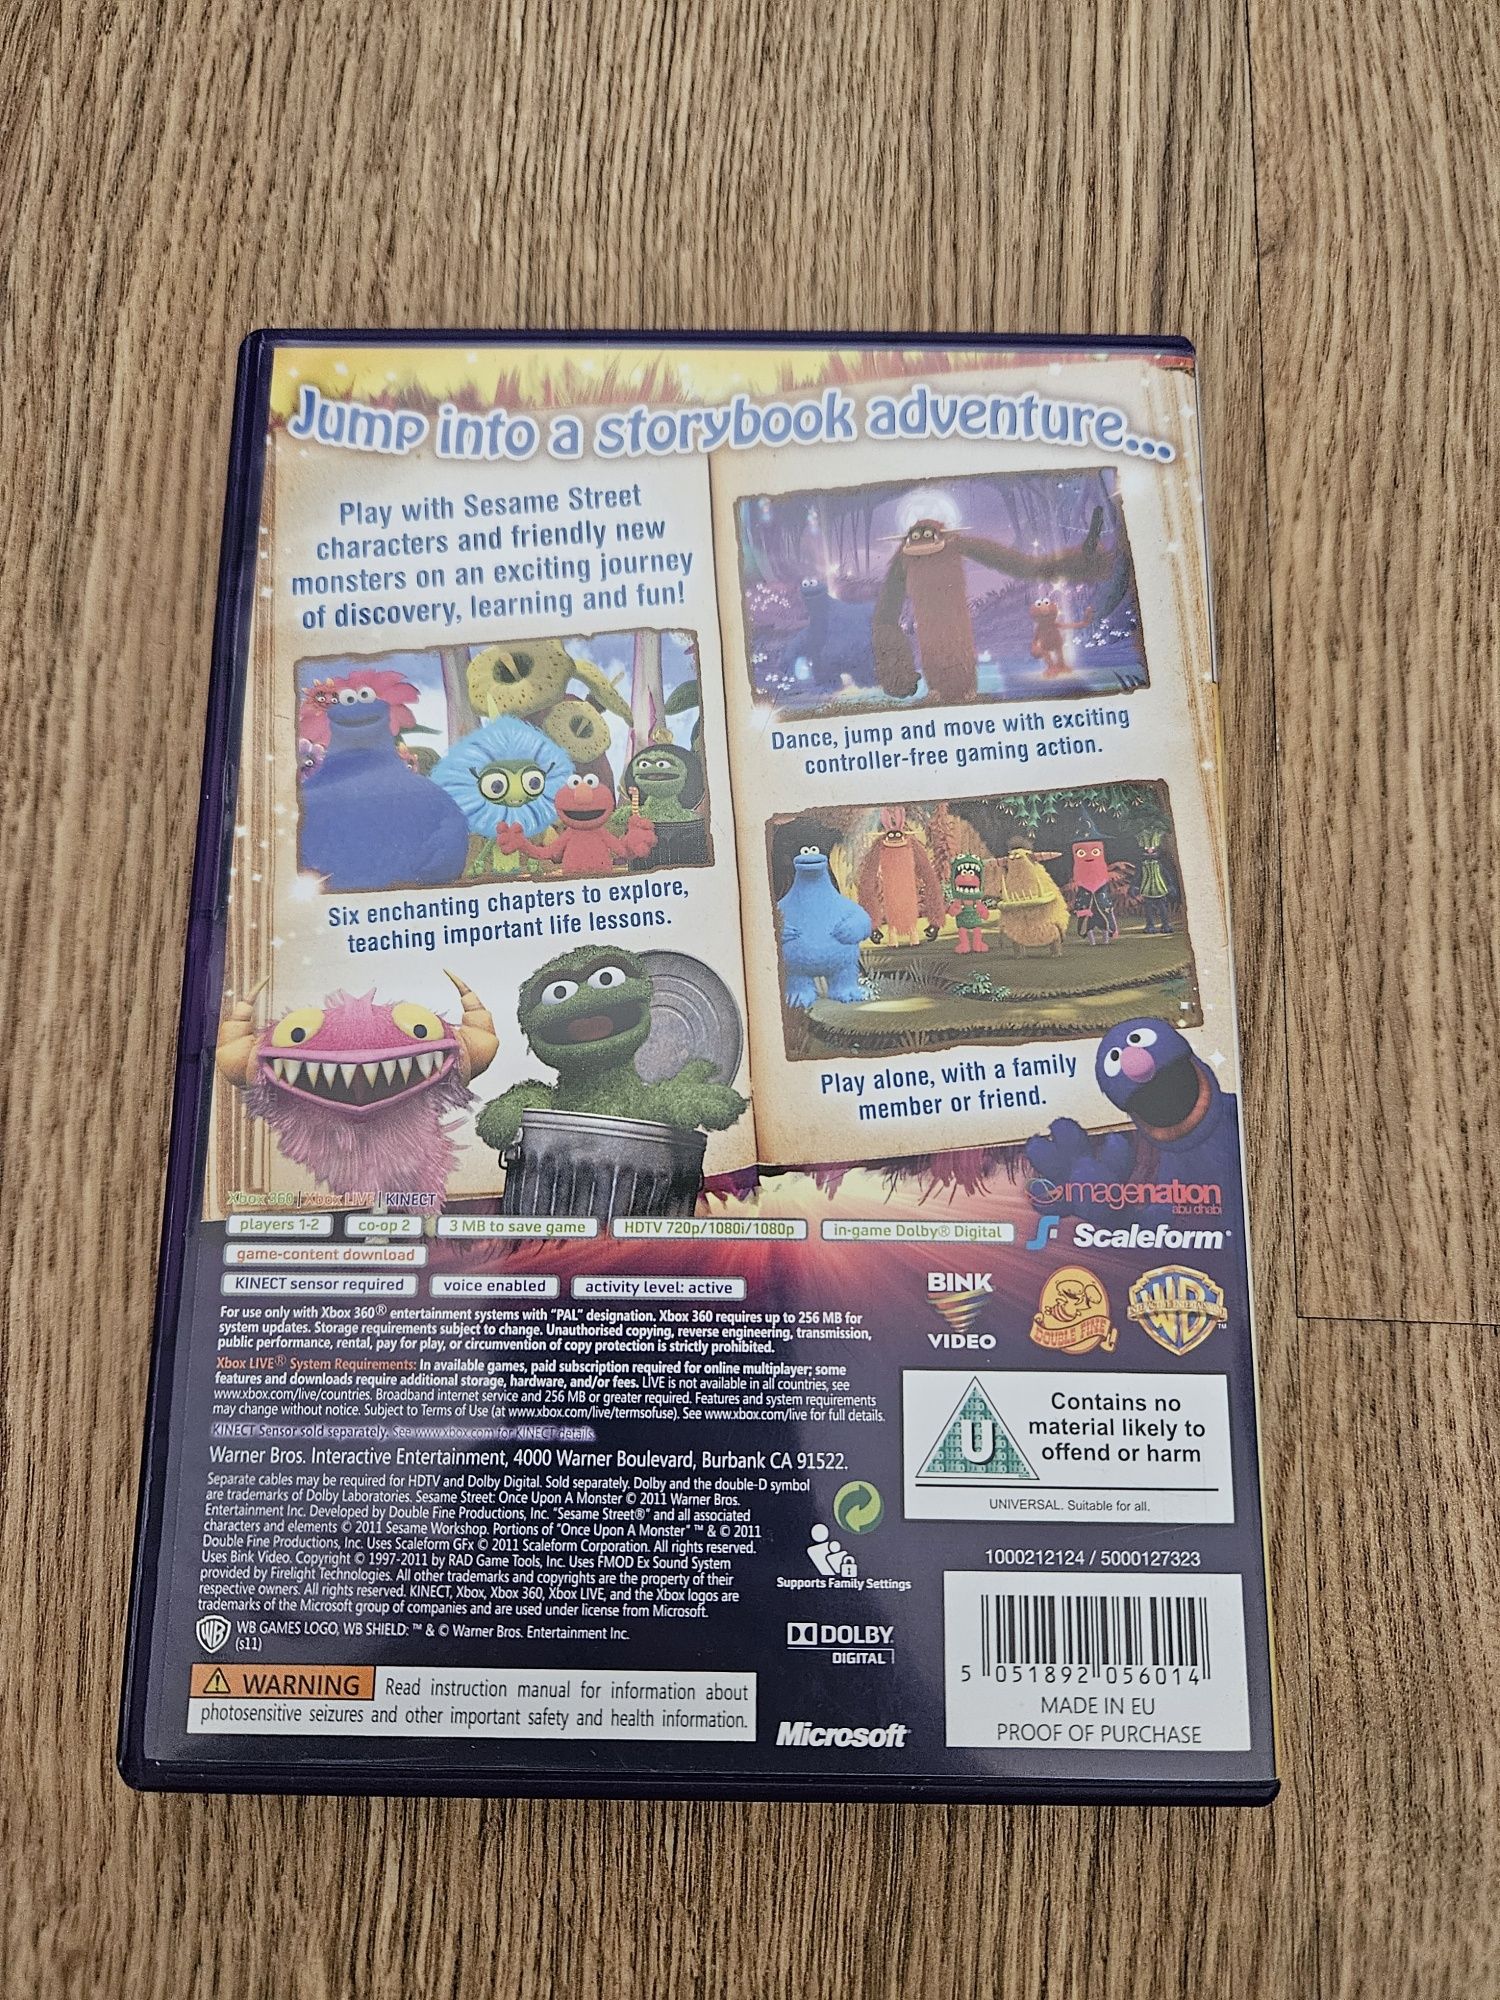 Jump into a storybook adventure...
Play with Sesame Street
characters and friendly new
monsters on an exciting journey
of discovery, learning and fun!
Dance, jump and move with exciting
controller-free gaming action.
Six enchanting chapters to explore,
teaching important life lessons.
Play alone, with a family
member or friend.
Xbox 360 | Xbox LIVE | KINECT
imagenation
abu dhabi
players 1-2
co-op 2
3 MB to save game
HDTV 720p/1080i/1080p
in-game Dolby® Digital
Scaleform
game-content download
KINECT sensor required
voice enabled
activity level: active
BINK
VIDEO
DOUBLE FINE
WB
For use only with Xbox 360® entertainment systems with "PAL" designation. Xbox 360 requires up to 256 MB for
system updates. Storage requirements subject to change. Unauthorised copying, reverse engineering, transmission,
public performance, rental, pay for play, or circumvention of copy protection is strictly prohibited.
Xbox LIVE® System Requirements: In available games, paid subscription required for online multiplayer; some
features and downloads require additional storage, hardware, and/or fees. LIVE is not available in all countries, see
www.xbox.com/live/countries. Broadband internet service and 256 MB or greater required. Features and system requirements
may change without notice. Subject to Terms of Use (at www.xbox.com/live/termsofuse). See www.xbox.com/live for full details.
KINECT Sensor sold separately. See www.xbox.com for KINECT details.
Warner Bros. Interactive Entertainment, 4000 Warner Boulevard, Burbank CA 91522.
Separate cables may be required for HDTV and Dolby Digital. Sold separately. Dolby and the double-D symbol
are trademarks of Dolby Laboratories. Sesame Street: Once Upon A Monster © 2011 Warner Bros.
Entertainment Inc. Developed by Double Fine Productions, Inc. "Sesame Street®" and all associated
characters and elements © 2011 Sesame Workshop. Portions of "Once Upon A Monster" ™ & © 2011
Double Fine Productions, Inc. Uses Scaleform GFx © 2011 Scaleform Corporation. All rights reserved.
Uses Bink Video. Copyright © 1997-2011 by RAD Game Tools, Inc. Uses FMOD Ex Sound System
provided by Firelight Technologies. All other trademarks and copyrights are the property of their
respective owners. All rights reserved. KINECT, Xbox, Xbox 360, Xbox LIVE, and the Xbox logos are
trademarks of the Microsoft group of companies and are used under license from Microsoft.
WB GAMES LOGO, WB SHIELD: ™ & © Warner Bros. Entertainment Inc.
(s11)
U
Contains no
material likely to
offend or harm
UNIVERSAL. Suitable for all.
1000212124 / 5000127323
Supports Family Settings
DOLBY
DIGITAL
5 051892 056014
MADE IN EU
PROOF OF PURCHASE
WARNING Read instruction manual for information about
photosensitive seizures and other important safety and health information.
Microsoft